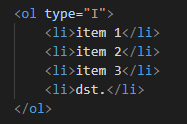 <ol type="I">
    <li>item 1</li>
    <li>item 2</li>
    <li>item 3</li>
    <li>dst.</li>
</ol>